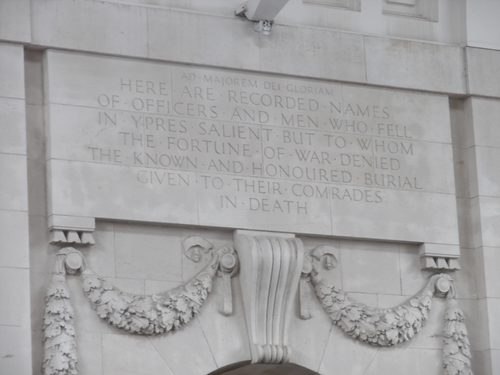 AD·MAJOREM·DEI·GLORIAM
HERE·ARE·RECORDED·NAMES
OF·OFFICERS·AND·MEN·WHO·FELL
IN·YPRES·SALIENT·BUT·TO·WHOM
THE·FORTUNE·OF·WAR·DENIED
THE·KNOWN·AND·HONOURED·BURIAL
GIVEN·TO·THEIR·COMRADES
IN·DEATH